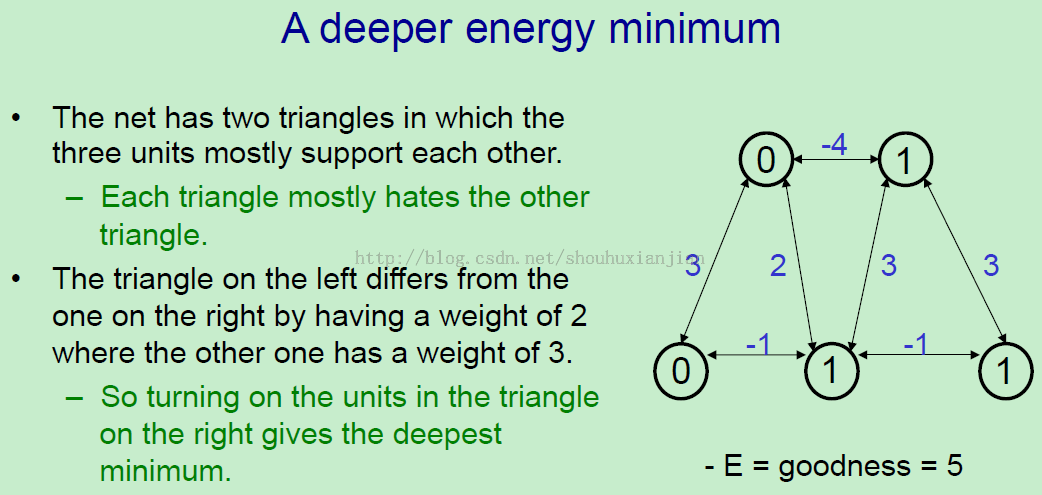 A deeper energy minimum
• The net has two triangles in which the
three units mostly support each other.
– Each triangle mostly hates the other
triangle.
• The triangle on the left differs from the
one on the right by having a weight of 2
where the other one has a weight of 3.
– So turning on the units in the triangle
on the right gives the deepest
minimum.
http://blog.csdn.net/shouhuxianjian
0 -4 1
3 2 3 3
0 -1 1 -1 1
- E = goodness = 5